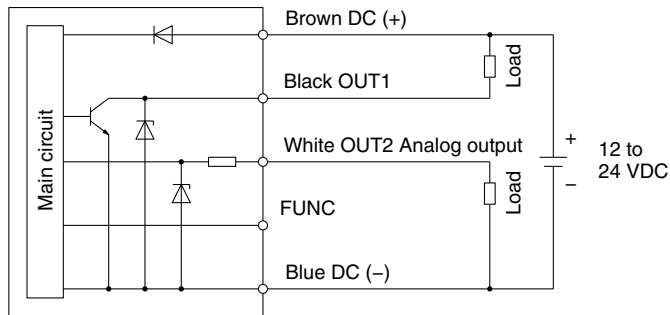 Brown DC (+)
Load
Black OUT1
Main circuit
White OUT2 Analog output
+
−
12 to
24 VDC
Load
FUNC
Blue DC (−)